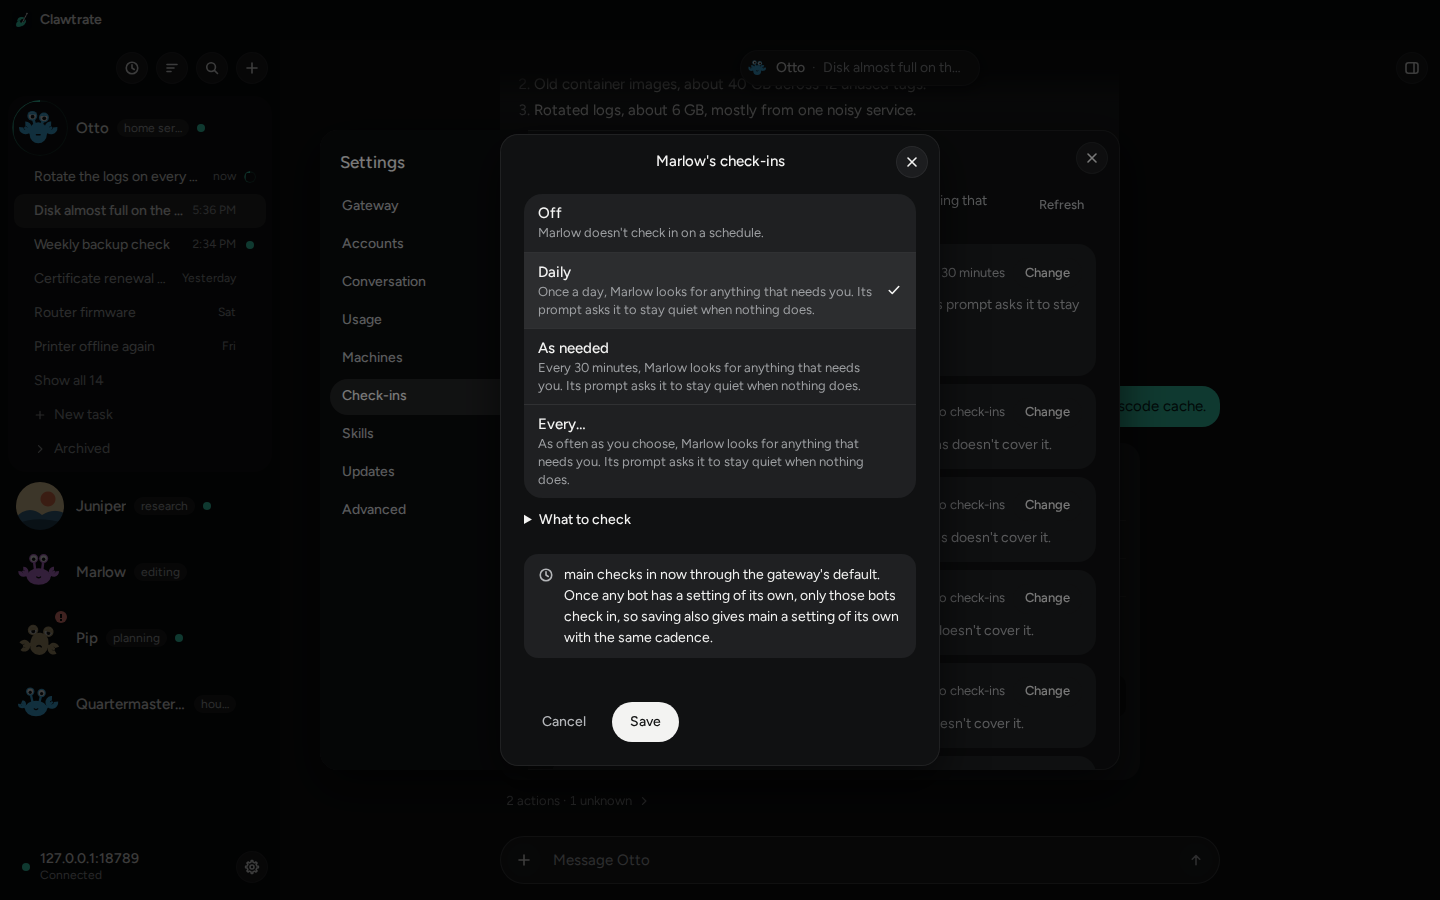 Clawtrate
Otto · Disk almost full on th...
2. Old container images, about 40 GB across 12 unused tags.
3. Rotated logs, about 6 GB, mostly from one noisy service.
Otto home ser...
Rotate the logs on every ... now
Disk almost full on the ... 5:36 PM
Weekly backup check 2:34 PM
Certificate renewal ... Yesterday
Router firmware Sat
Printer offline again Fri
Show all 14
+ New task
Archived
Juniper research
Marlow editing
Pip planning
!
Quartermaster... hou...
127.0.0.1:18789
Connected
Settings
Gateway
Accounts
Conversation
Usage
Machines
Check-ins
Skills
Updates
Advanced
Marlow's check-ins
Off
Marlow doesn't check in on a schedule.
Daily
Once a day, Marlow looks for anything that needs you. Its
prompt asks it to stay quiet when nothing does.
As needed
Every 30 minutes, Marlow looks for anything that needs
you. Its prompt asks it to stay quiet when nothing does.
Every...
As often as you choose, Marlow looks for anything that
needs you. Its prompt asks it to stay quiet when nothing
does.
What to check
main checks in now through the gateway's default.
Once any bot has a setting of its own, only those bots
check in, so saving also gives main a setting of its own
with the same cadence.
Cancel
Save
ing that
Refresh
30 minutes Change
prompt asks it to stay
check-ins Change
doesn't cover it.
check-ins Change
doesn't cover it.
check-ins Change
doesn't cover it.
check-ins Change
cover it.
scode cache.
2 actions · 1 unknown
Message Otto